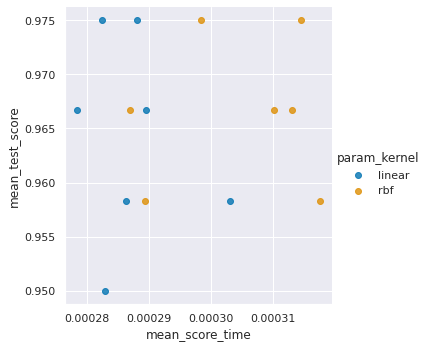 0.975
0.970
0.965
0.960
0.955
0.950
mean_test_score
0.00028 0.00029 0.00030 0.00031
mean_score_time
param_kernel
linear
rbf